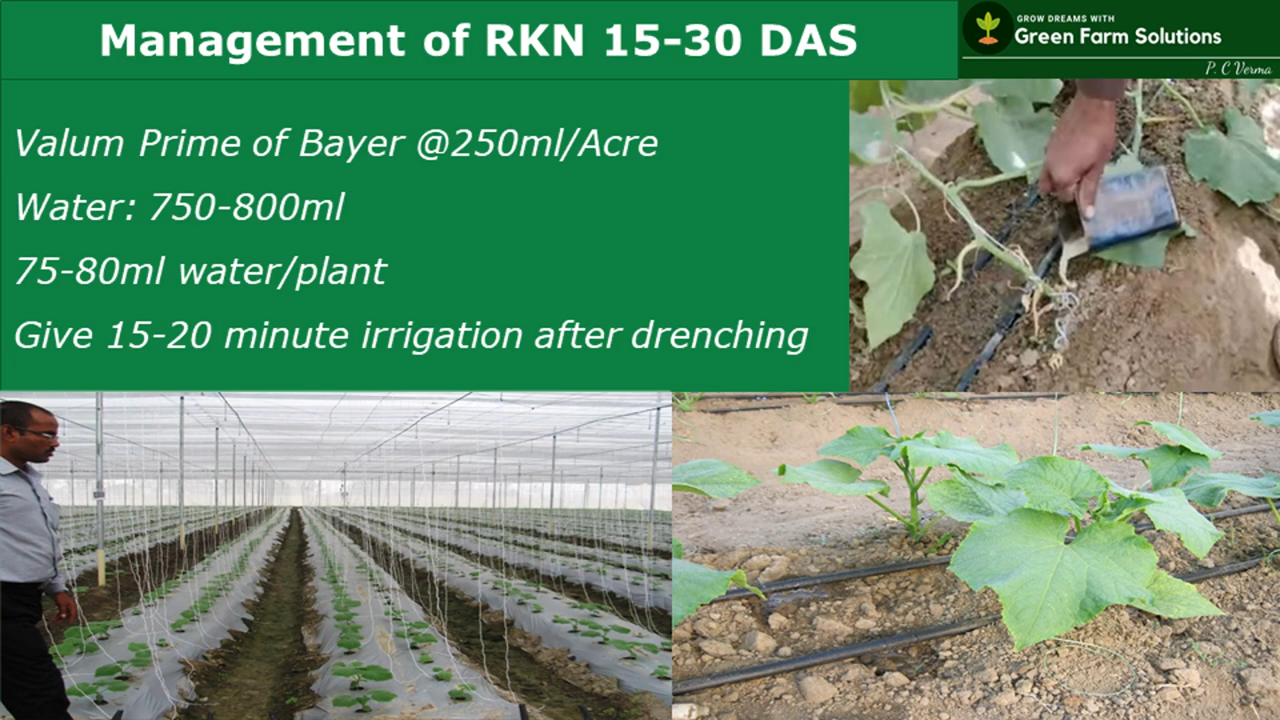 Management of RKN 15-30 DAS
GROW DREAMS WITH
Green Farm Solutions
P. C Verma
Valum Prime of Bayer @250ml/Acre
Water: 750-800ml
75-80ml water/plant
Give 15-20 minute irrigation after drenching